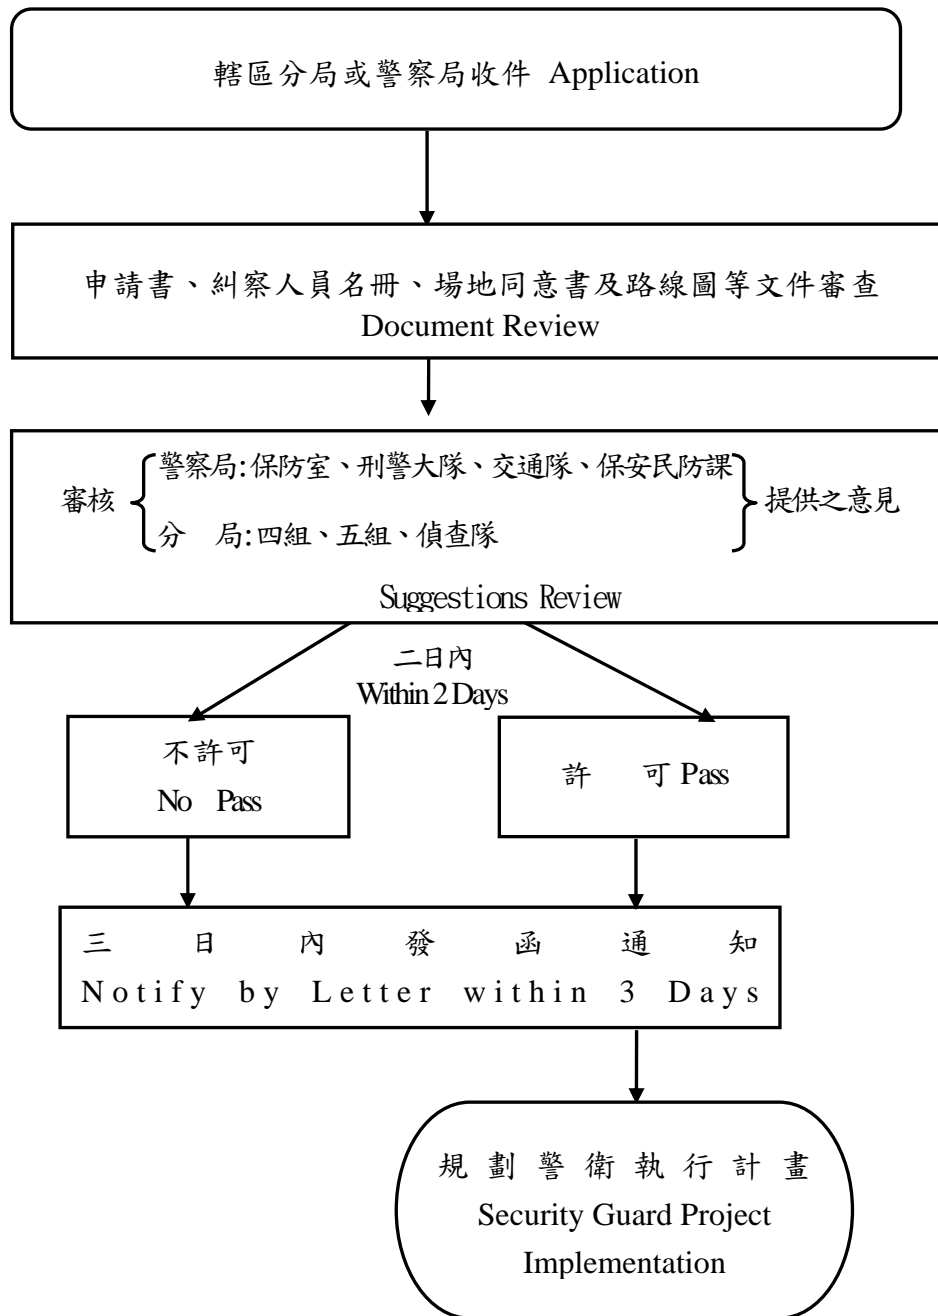 轄區分局或警察局收件 Application
申請書、糾察人員名冊、場地同意書及路線圖等文件審查
Document Review
審核
警察局:保防室、刑警大隊、交通隊、保安民防課
分 局:四組、五組、偵查隊
提供之意見
Suggestions Review
二日內
Within 2 Days
不許可
No Pass
許 可 Pass
三日內發函通知
Notify by Letter within 3 Days
規劃警衛執行計畫
Security Guard Project
Implementation